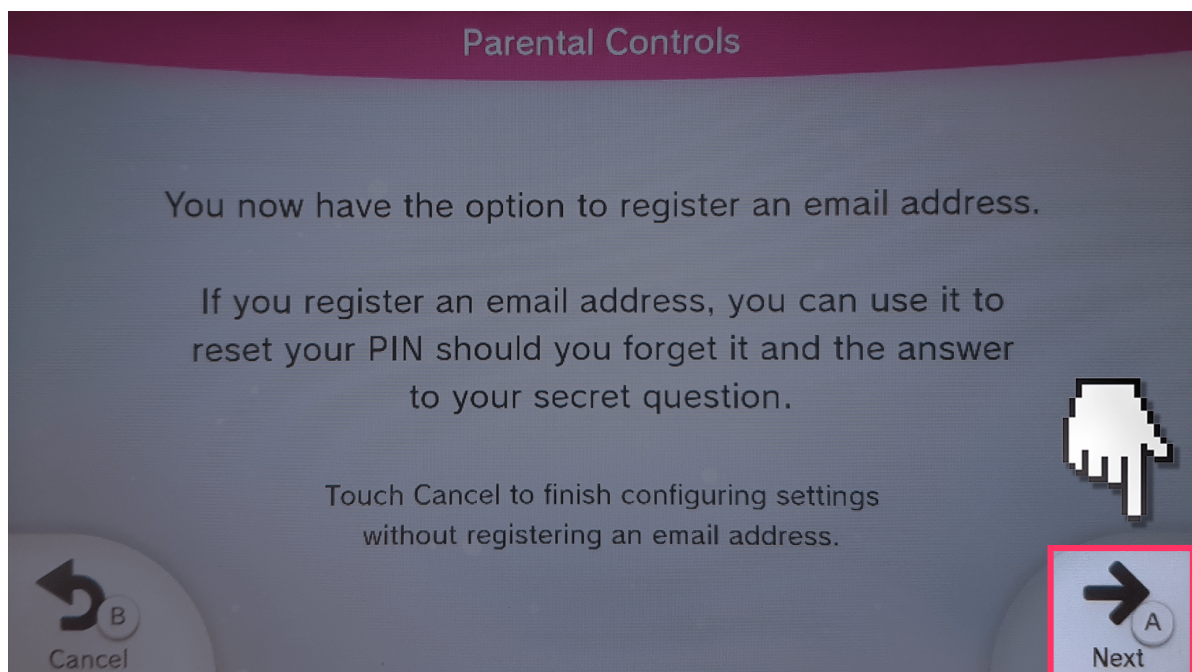 Parental Controls
You now have the option to register an email address.
If you register an email address, you can use it to
reset your PIN should you forget it and the answer
to your secret question.
Touch Cancel to finish configuring settings
without registering an email address.
B
Cancel
A
Next